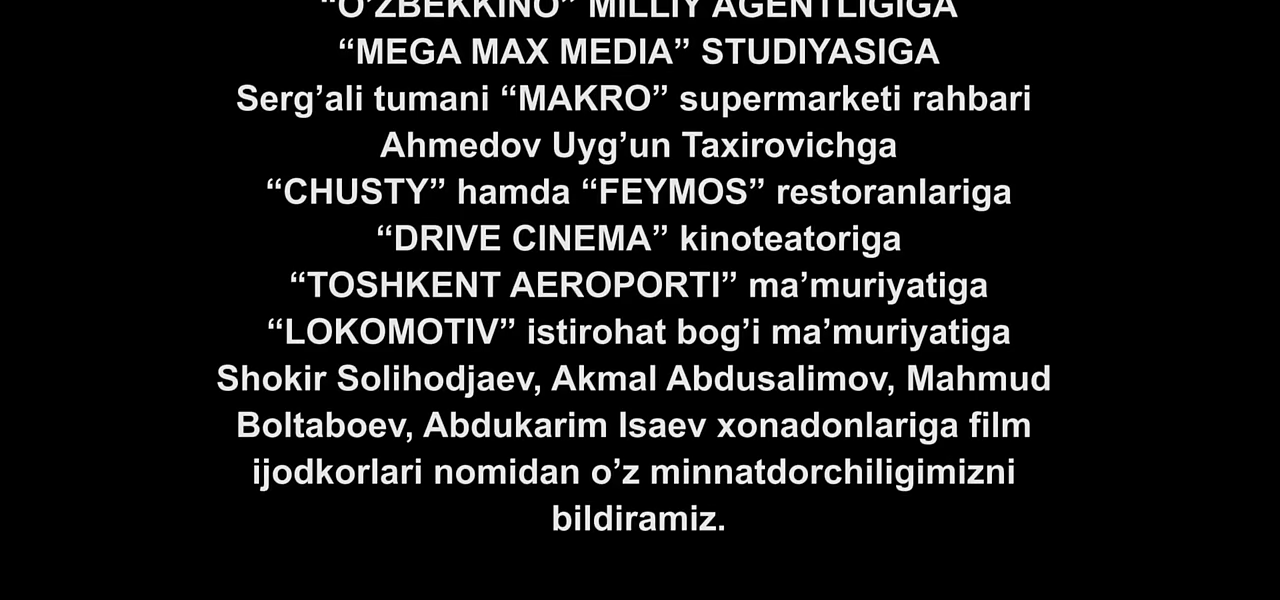 “O’ZBEKKINO” MILLIY AGENTLIGIGA
“MEGA MAX MEDIA” STUDIYASIGA
Serg’ali tumani “MAKRO” supermarketi rahbari
Ahmedov Uyg’un Taxirovichga
“CHUSTY” hamda “FEYMOS” restoranlariga
“DRIVE CINEMA” kinoteatoriga
“TOSHKENT AEROPORTI” ma’muriyatiga
“LOKOMOTIV” istirohat bog’i ma’muriyatiga
Shokir Solihodjaev, Akmal Abdusalimov, Mahmud
Boltaboev, Abdukarim Isaev xonadonlariga film
ijodkorlari nomidan o’z minnatdorchiligimizni
bildiramiz.